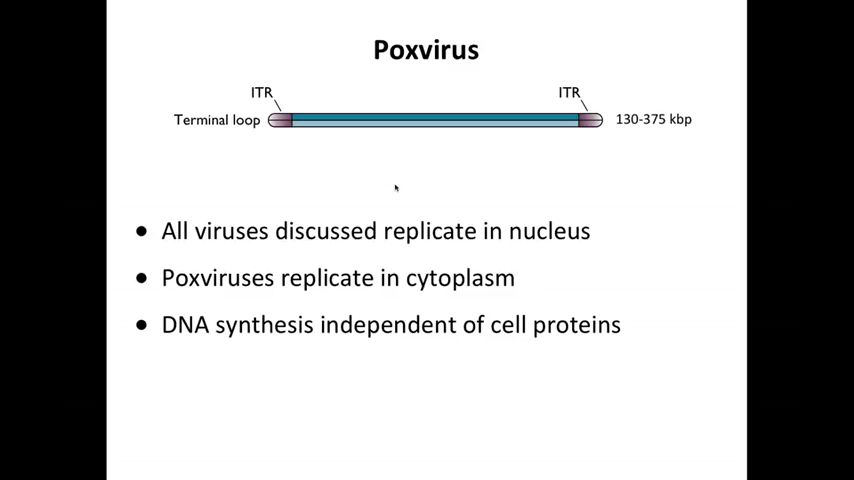 Poxvirus
ITR
ITR
Terminal loop
130-375 kbp
● All viruses discussed replicate in nucleus
● Poxviruses replicate in cytoplasm
● DNA synthesis independent of cell proteins